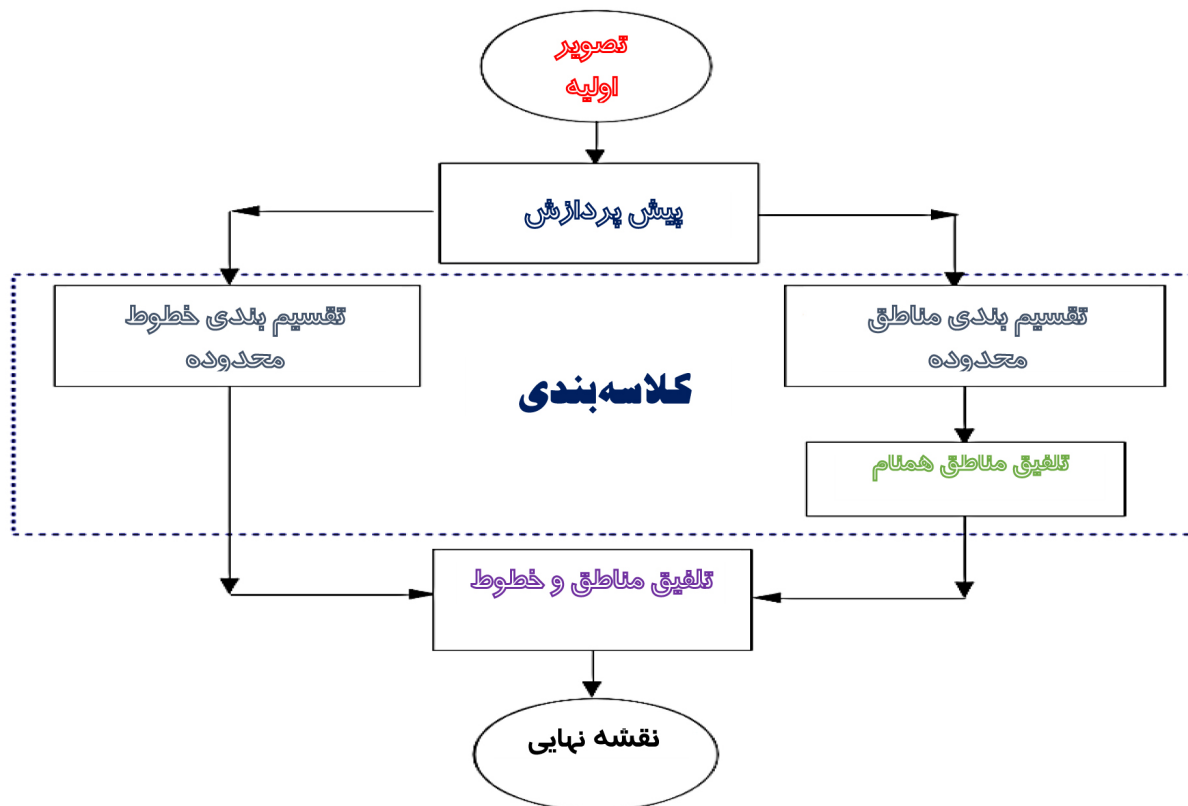 تصویر
اولیه
پیش پردازش
تقسیم بندی مناطق
محدوده
تقسیم بندی خطوط
محدوده
کلاسه‌بندی
تلفیق مناطق همنام
تلفیق مناطق و خطوط
نقشه نهایی